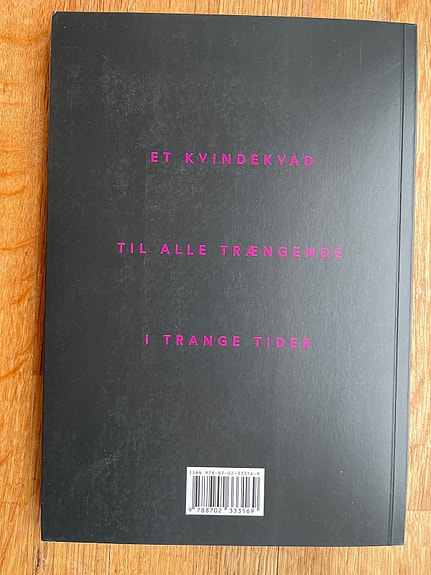 ET KVINDEKVAD
TIL ALLE TRÆNGENDE
I TRANGE TIDER
ISBN 978-87-02-33316-9
9 788702 333169